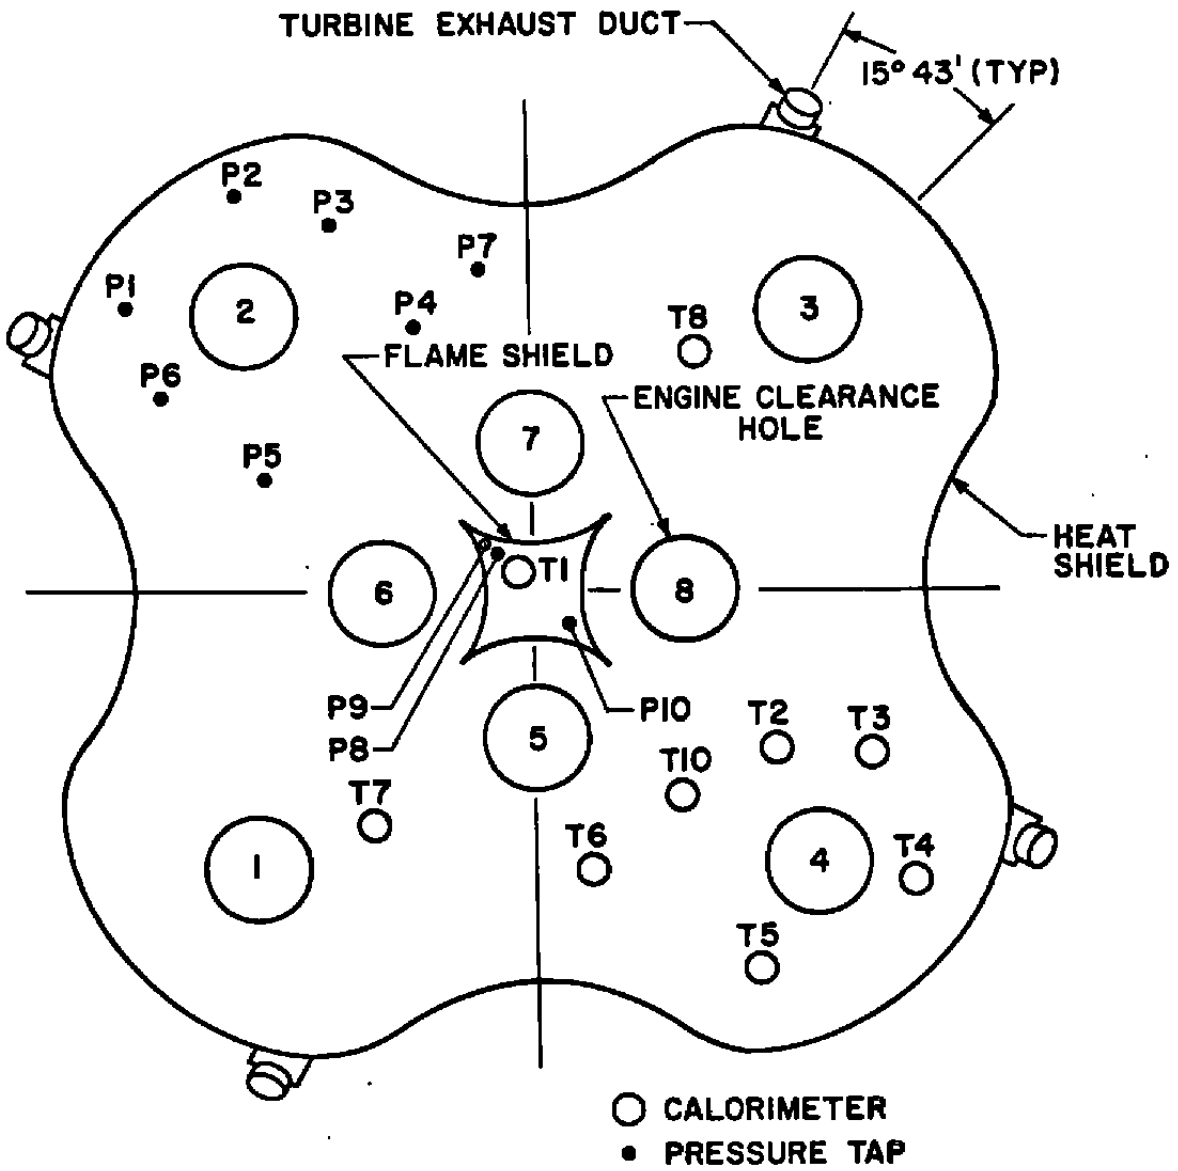 TURBINE EXHAUST DUCT
15° 43' (TYP)
P2
P3
P7
P1
2
3
P4
T8
FLAME SHIELD
P6
ENGINE CLEARANCE
HOLE
7
P5
HEAT
SHIELD
T1
6
8
P9
P10
T2
T3
P8
5
T10
T7
T6
4
T4
1
T5
CALORIMETER
PRESSURE TAP